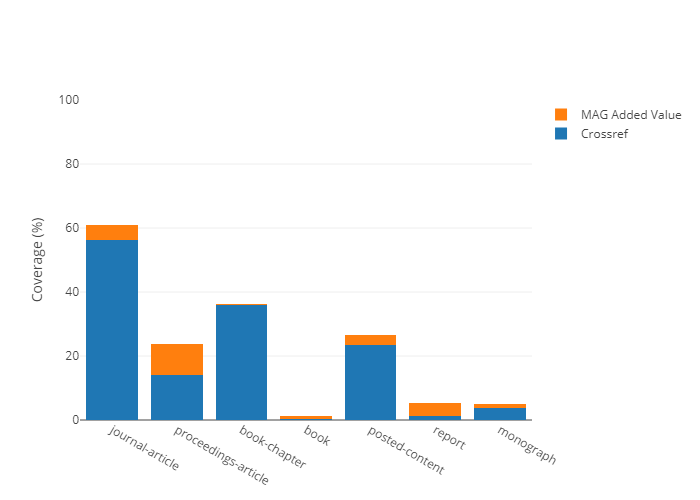 100
80
60
40
20
0
Coverage (%)
journal-article
proceedings-article
book-chapter
book
posted-content
report
monograph
MAG Added Value
Crossref